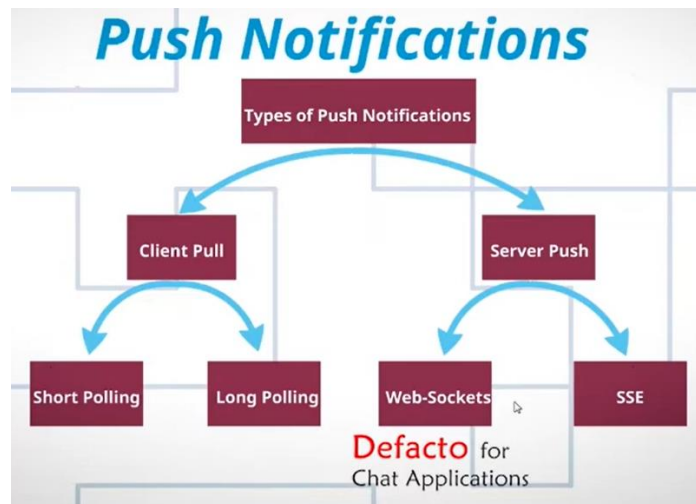 Push Notifications
Types of Push Notifications
Client Pull
Server Push
Short Polling
Long Polling
Web-Sockets
SSE
Defacto for
Chat Applications